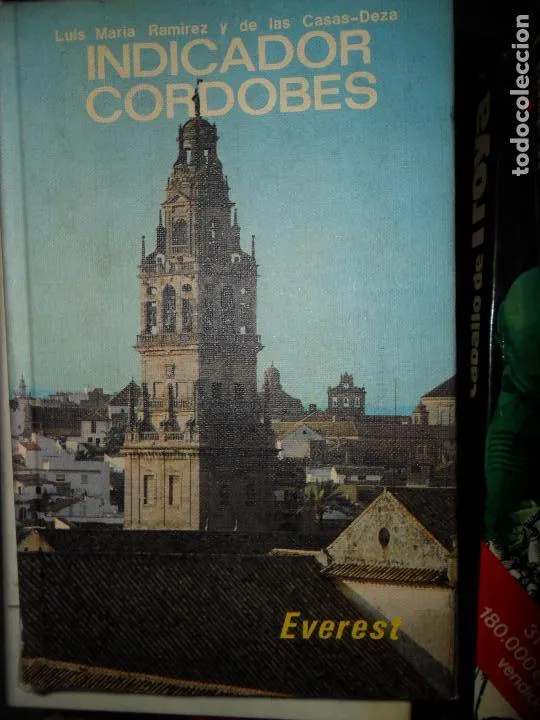 Luis María Ramírez y de las Casas-Deza
INDICADOR
CORDOBES
Everest
todocoleccion
Caballo de Troya
180.000